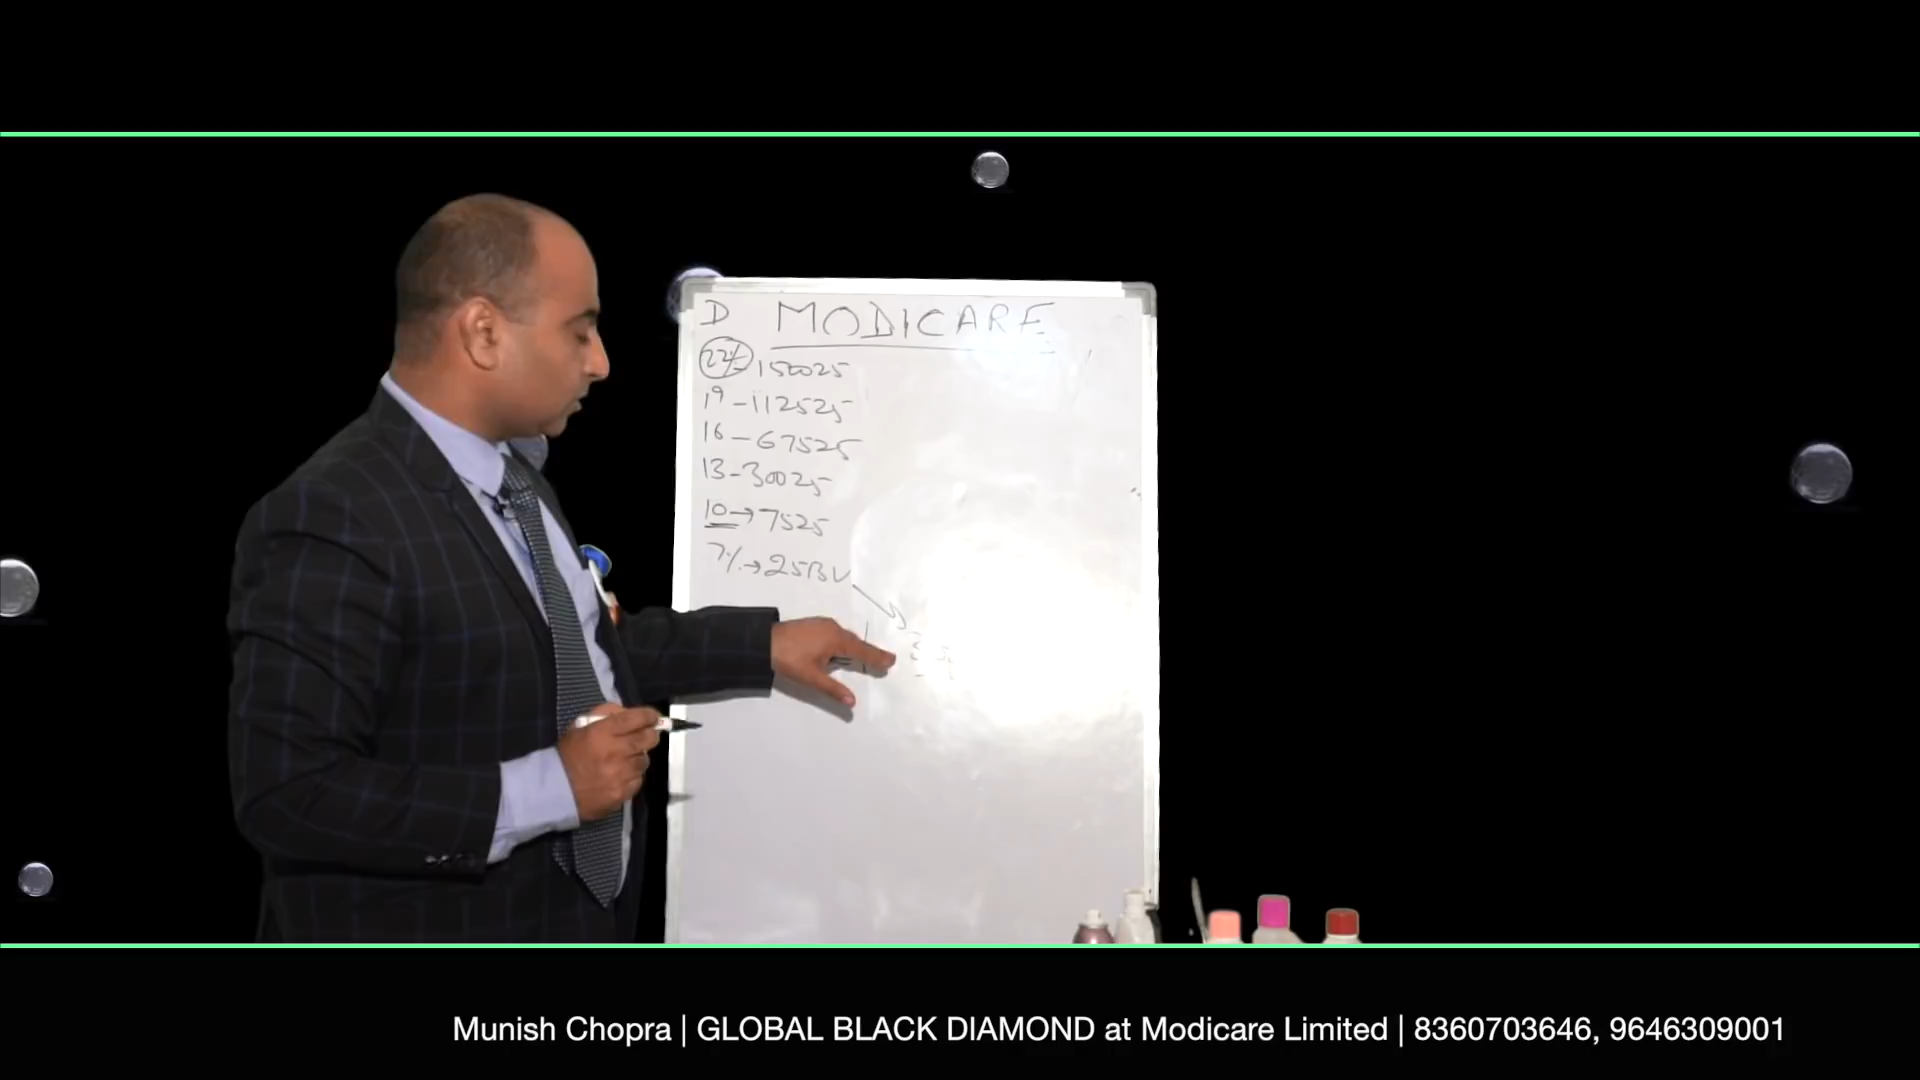 D MODICARE
22% 150025
19 - 112525
16 - 67525
13 - 30025
10 → 7525
7% → 25BV
Munish Chopra | GLOBAL BLACK DIAMOND at Modicare Limited | 8360703646, 9646309001